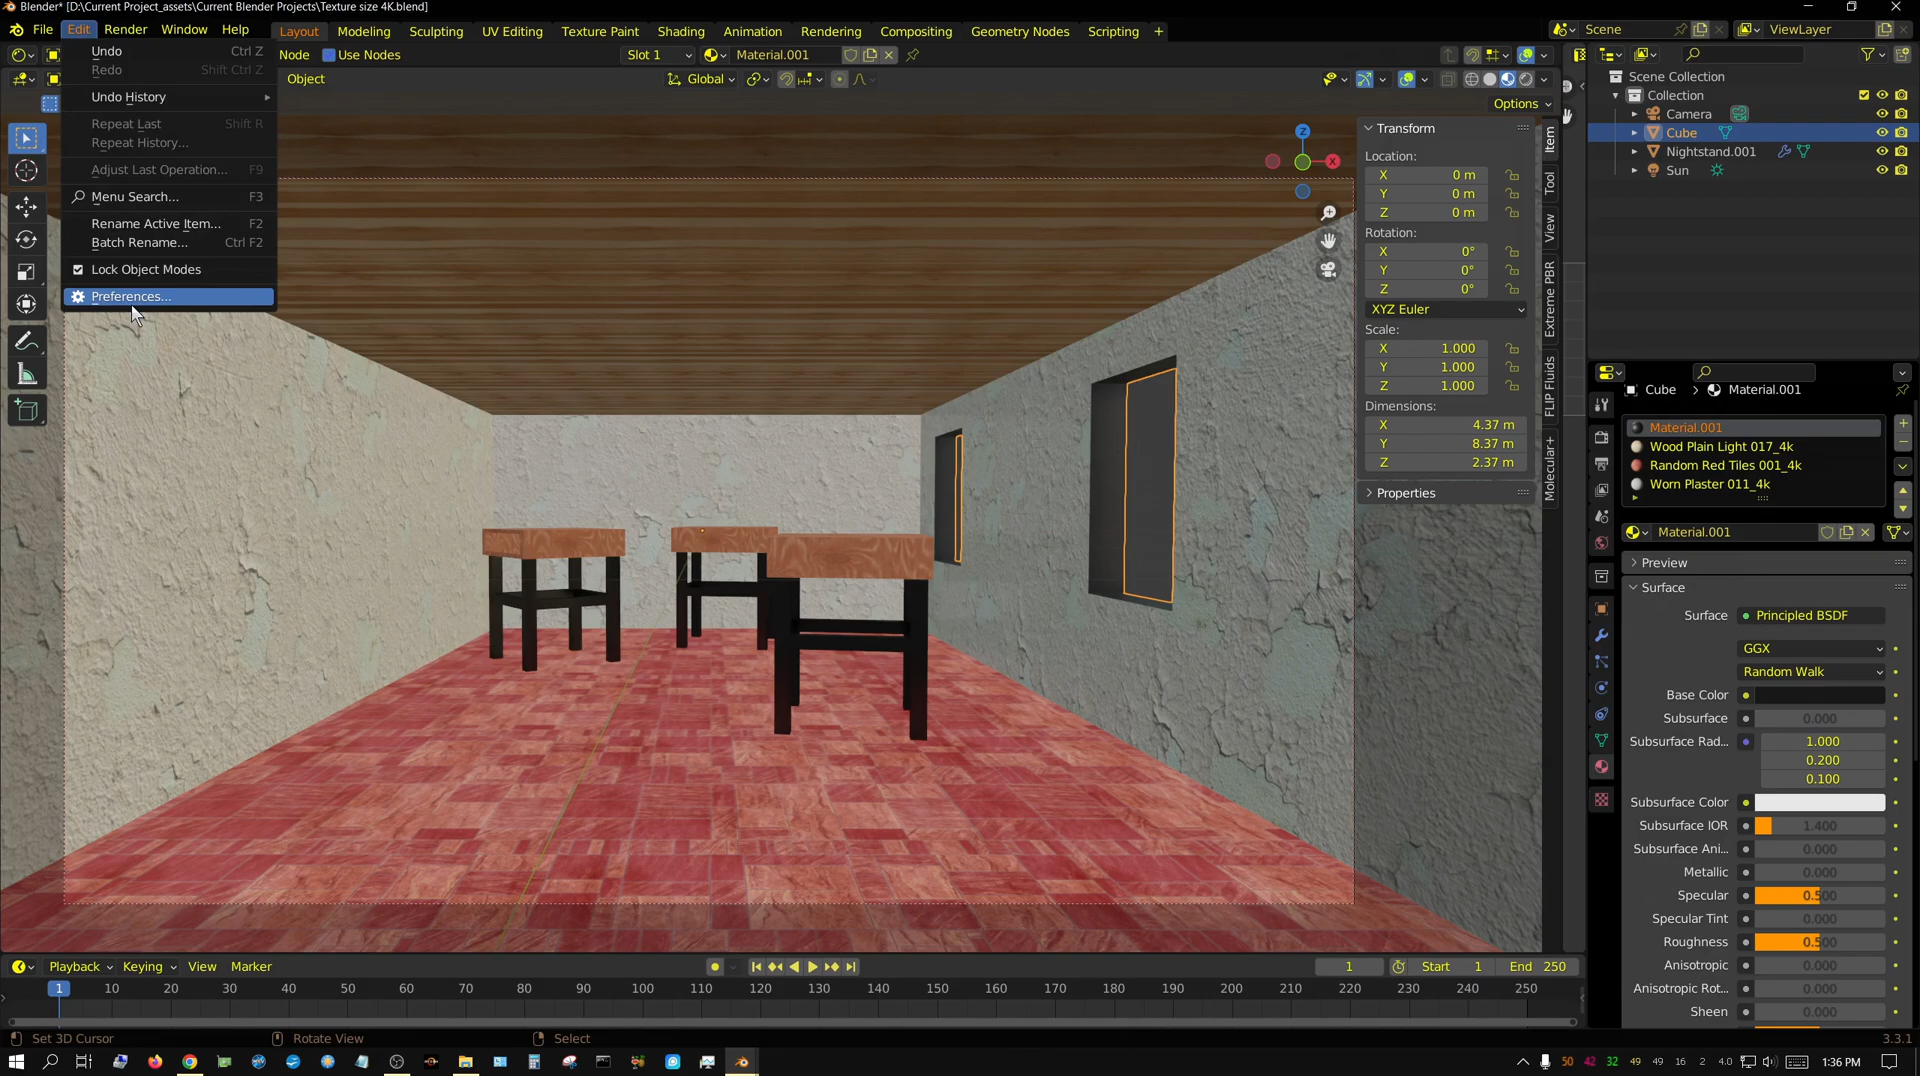 Blender* [D:\Current Project_assets\Current Blender Projects\Texture size 4K.blend]
File Edit Render Window Help
Layout Modeling Sculpting UV Editing Texture Paint Shading Animation Rendering Compositing Geometry Nodes Scripting +
Scene
ViewLayer
Node Use Nodes Slot 1 Material.001
Object Global
Options
Undo Ctrl Z
Redo Shift Ctrl Z
Undo History
Repeat Last Shift R
Repeat History...
Adjust Last Operation... F9
Menu Search... F3
Rename Active Item... F2
Batch Rename... Ctrl F2
Lock Object Modes
Preferences...
Z
X
Transform
Location:
X 0 m
Y 0 m
Z 0 m
Rotation:
X 0°
Y 0°
Z 0°
XYZ Euler
Scale:
X 1.000
Y 1.000
Z 1.000
Dimensions:
X 4.37 m
Y 8.37 m
Z 2.37 m
Properties
Item
Tool
View
Extreme PBR
FLIP Fluids
Molecular+
Scene Collection
Collection
Camera
Cube
Nightstand.001
Sun
Cube > Material.001
Material.001
Wood Plain Light 017_4k
Random Red Tiles 001_4k
Worn Plaster 011_4k
Material.001
Preview
Surface
Surface Principled BSDF
GGX
Random Walk
Base Color
Subsurface 0.000
Subsurface Rad... 1.000
0.200
0.100
Subsurface Color
Subsurface IOR 1.400
Subsurface Ani... 0.000
Metallic 0.000
Specular 0.500
Specular Tint 0.000
Roughness 0.500
Anisotropic 0.000
Anisotropic Rot... 0.000
Sheen 0.000
Playback Keying View Marker
1 Start 1 End 250
1 10 20 30 40 50 60 70 80 90 100 110 120 130 140 150 160 170 180 190 200 210 220 230 240 250
Set 3D Cursor Rotate View Select
3.3.1
50 42 32 49 49 16 2 4.0 1:36 PM